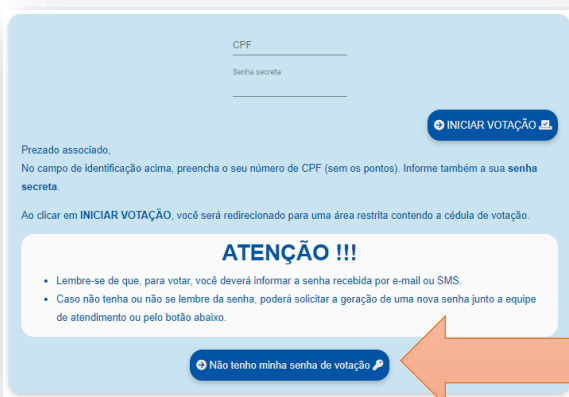 CPF
Senha secreta
INICIAR VOTAÇÃO
Prezado associado,
No campo de identificação acima, preencha o seu número de CPF (sem os pontos). Informe também a sua senha
secreta.
Ao clicar em INICIAR VOTAÇÃO, você será redirecionado para uma área restrita contendo a cédula de votação.
ATENÇÃO !!!
• Lembre-se de que, para votar, você deverá informar a senha recebida por e-mail ou SMS.
• Caso não tenha ou não se lembre da senha, poderá solicitar a geração de uma nova senha junto a equipe
de atendimento ou pelo botão abaixo.
Não tenho minha senha de votação